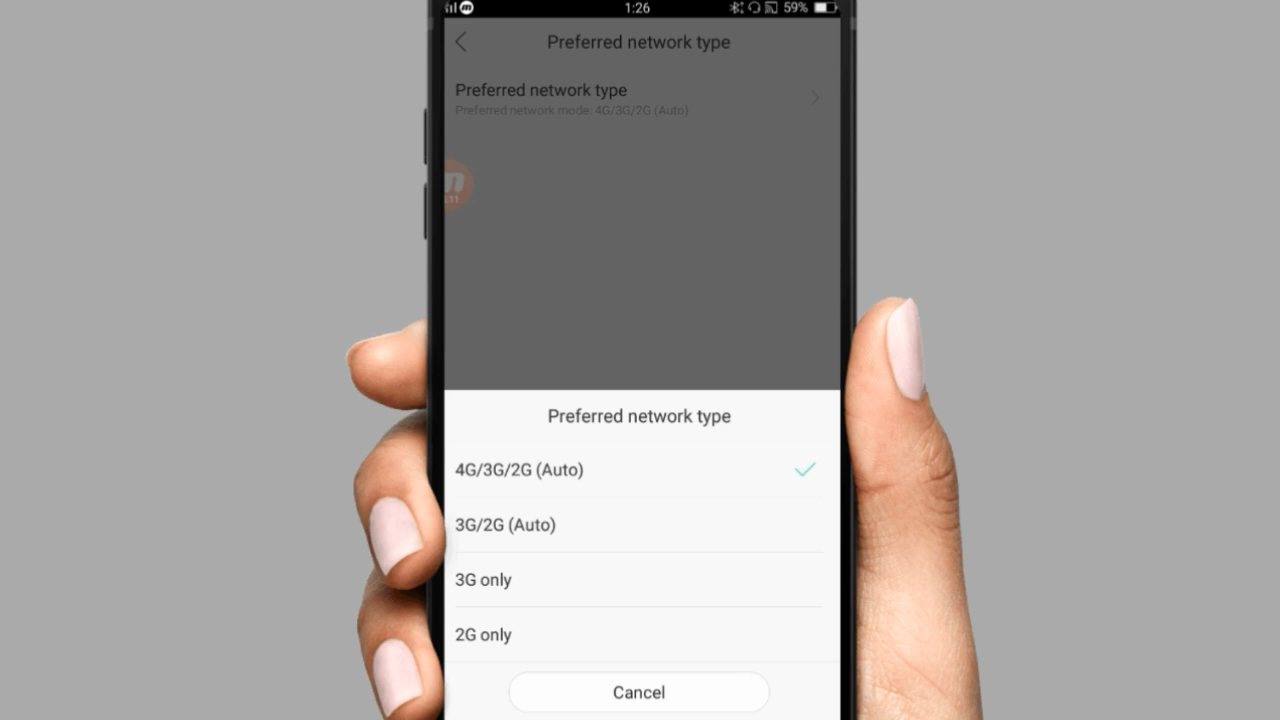 1:26
59%
Preferred network type
Preferred network type
Preferred network mode: 4G/3G/2G (Auto)
Preferred network type
4G/3G/2G (Auto)
3G/2G (Auto)
3G only
2G only
Cancel